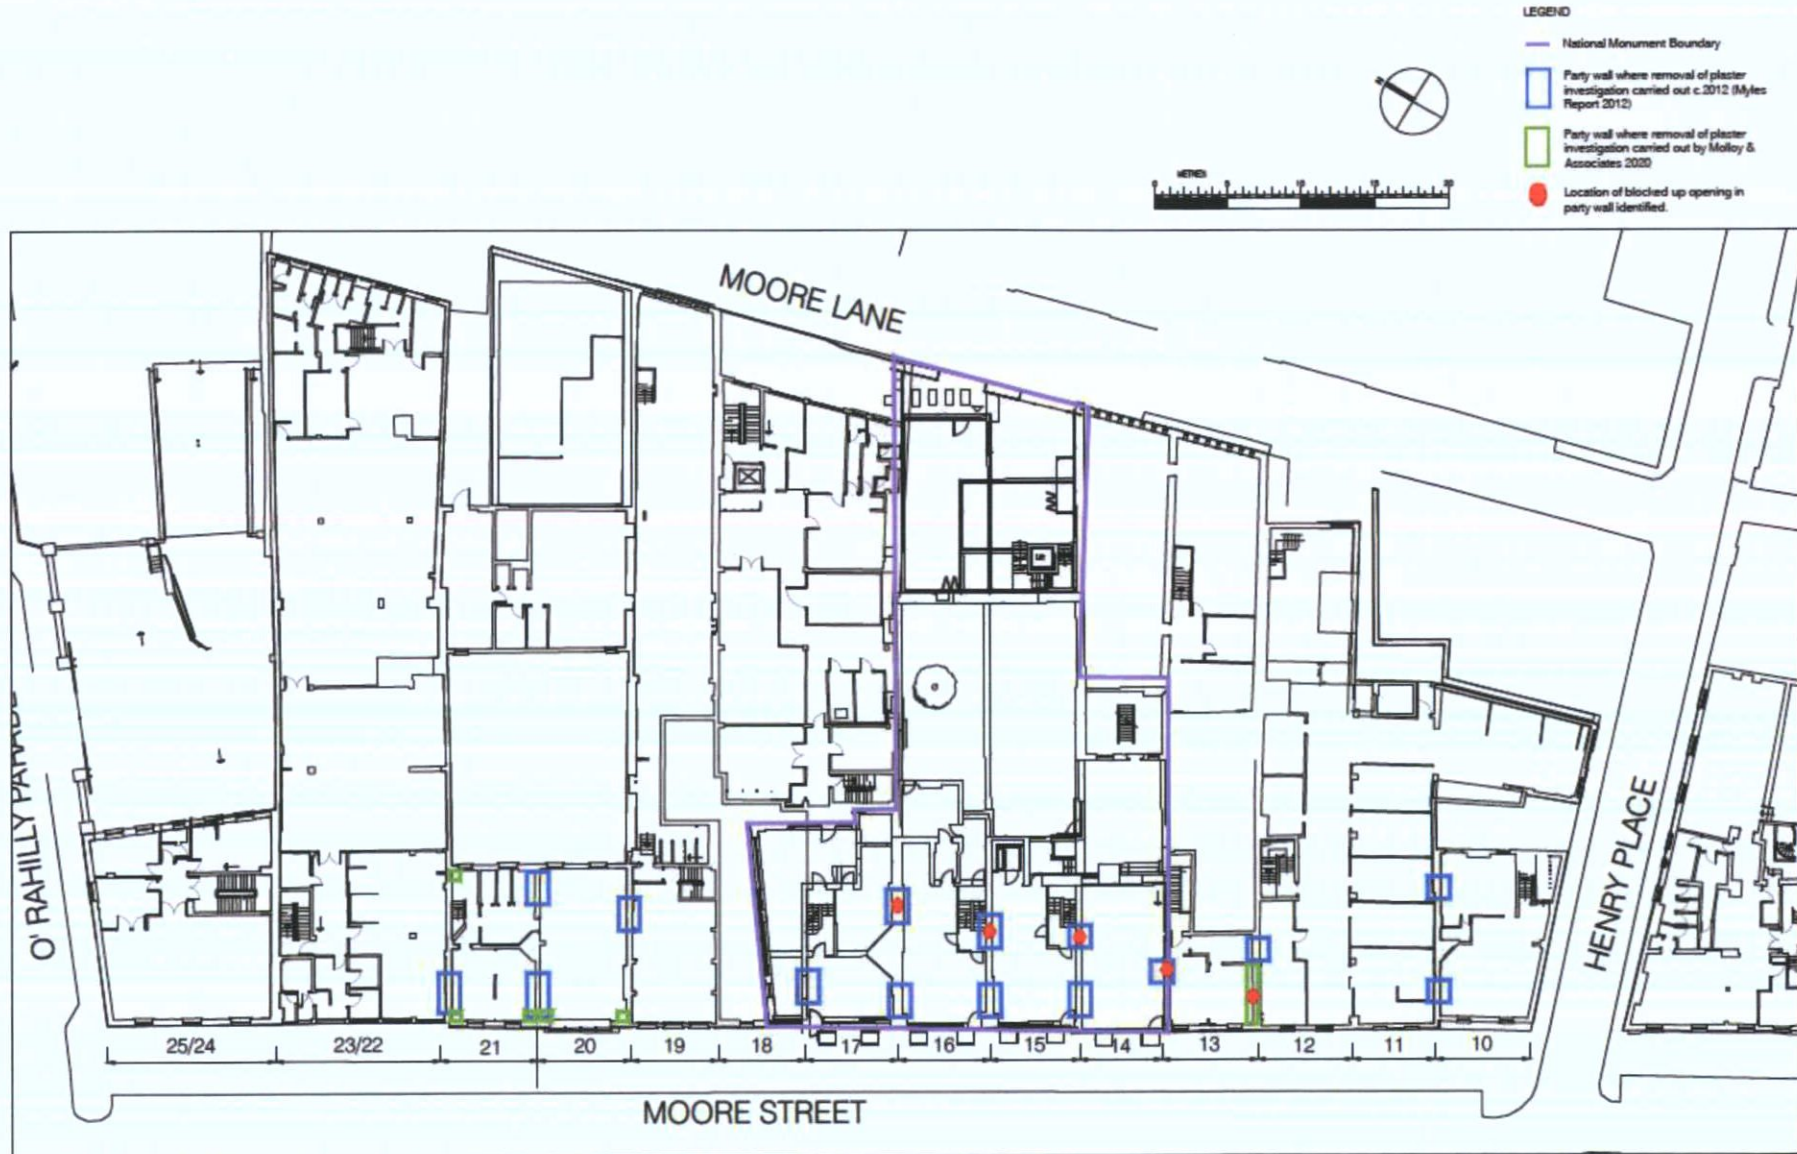 LEGEND
National Monument Boundary
Party wall where removal of plaster
investigation carried out c.2012 (Myles
Report 2012)
Party wall where removal of plaster
investigation carried out by Molloy &
Associates 2020
Location of blocked up opening in
party wall identified.
N
METRES
MOORE LANE
O' RAHILLY PARADE
HENRY PLACE
25/24
23/22
21
20
19
18
17
16
15
14
13
12
11
10
MOORE STREET